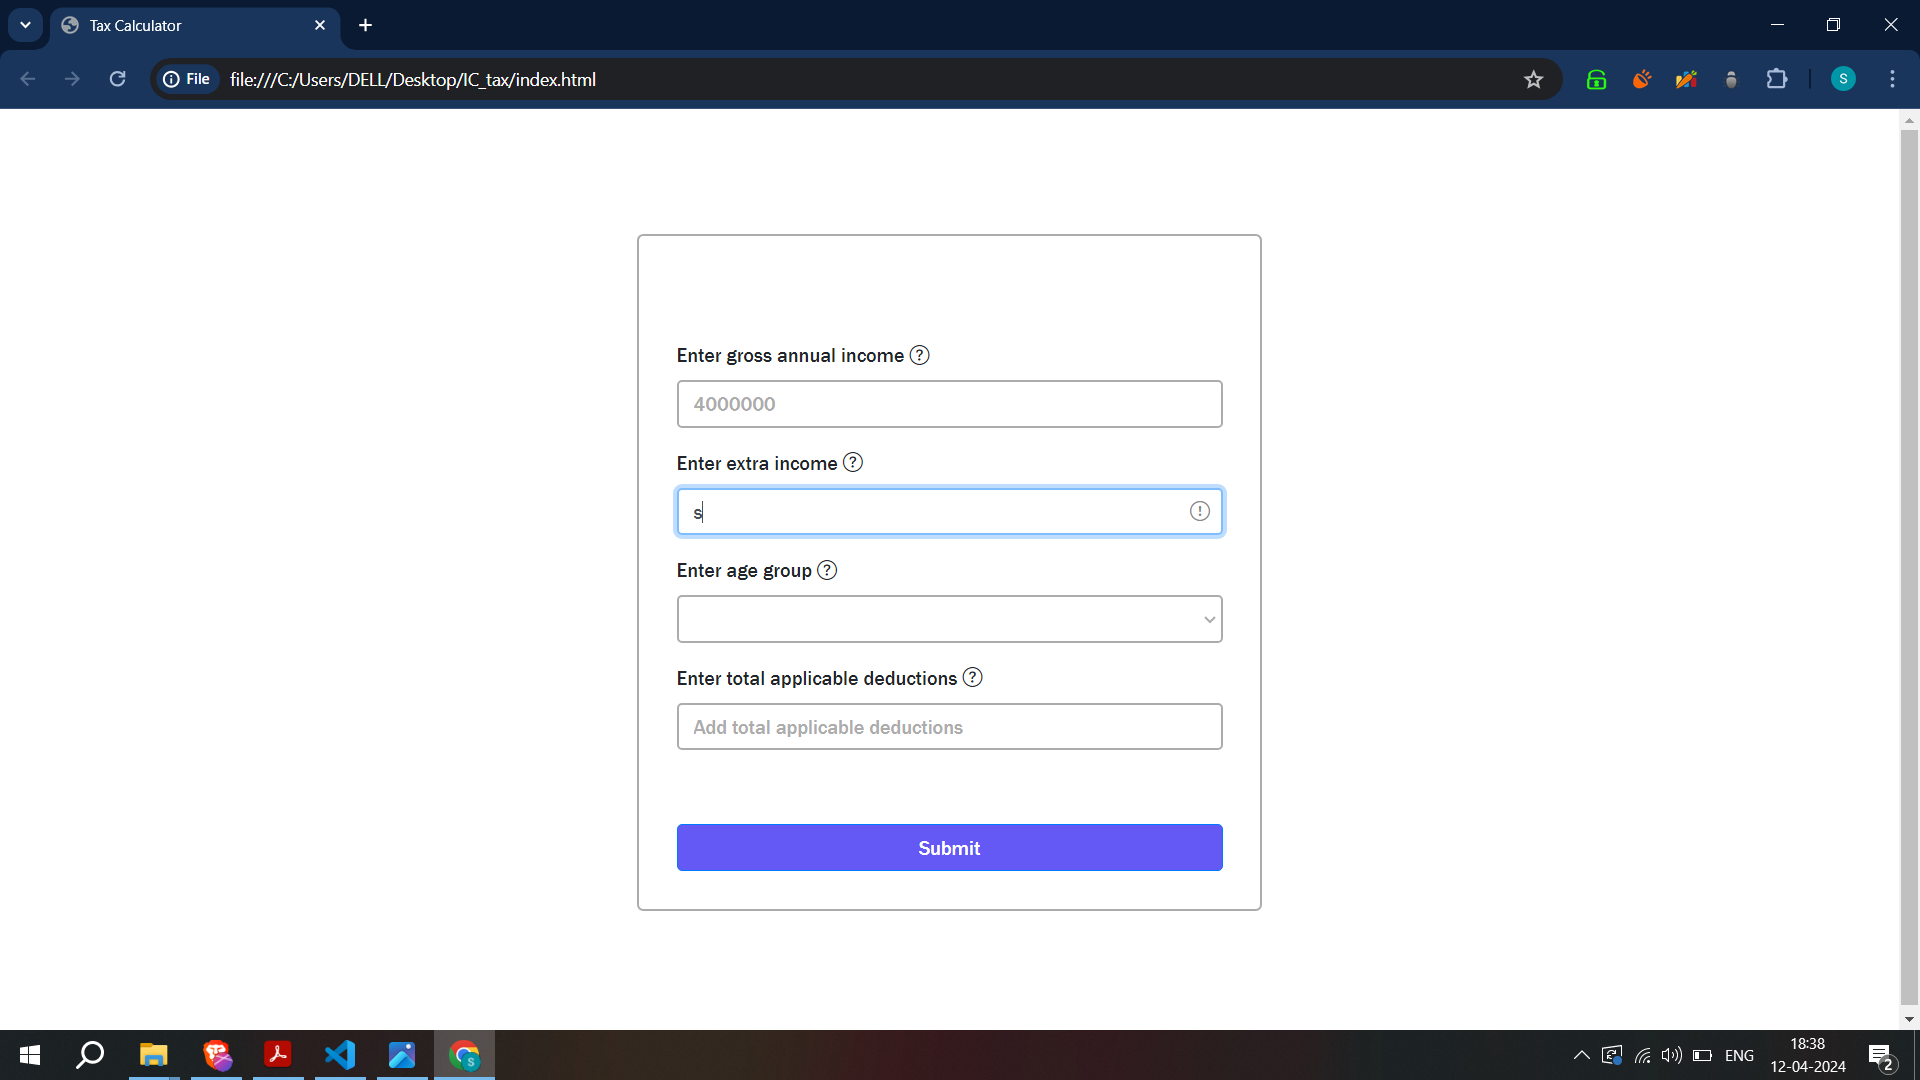 Tax Calculator
File file:///C:/Users/DELL/Desktop/IC_tax/index.html
S
Enter gross annual income ?
4000000
Enter extra income ?
s
Enter age group ?
Enter total applicable deductions ?
Add total applicable deductions
Submit
S
ENG
18:38
12-04-2024
2